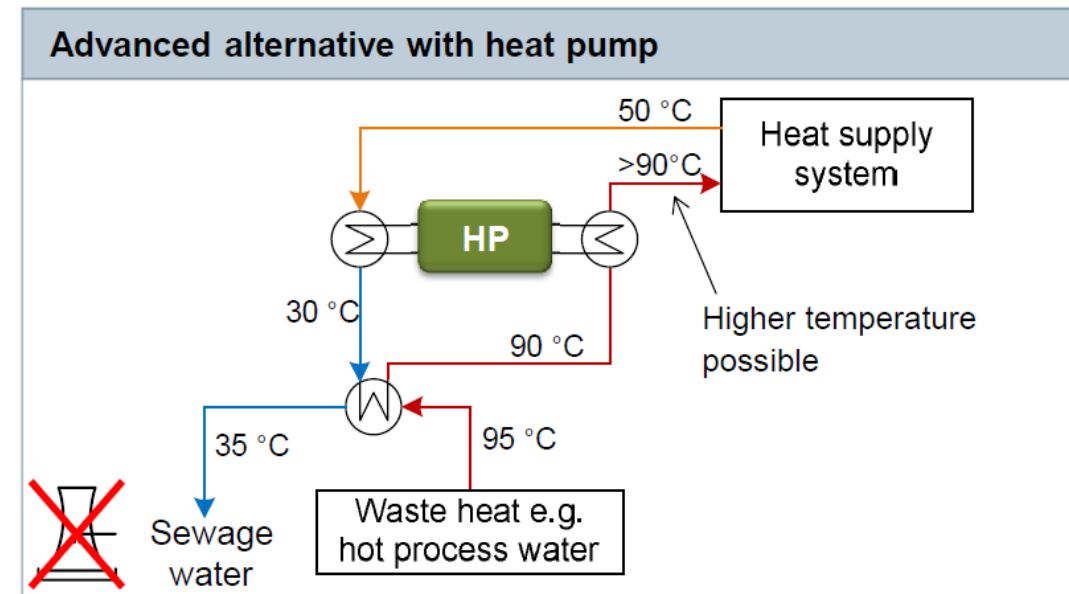 Advanced alternative with heat pump
50 °C
Heat supply
system
>90°C
HP
30 °C
Higher temperature
possible
90 °C
35 °C
95 °C
Waste heat e.g.
hot process water
Sewage
water